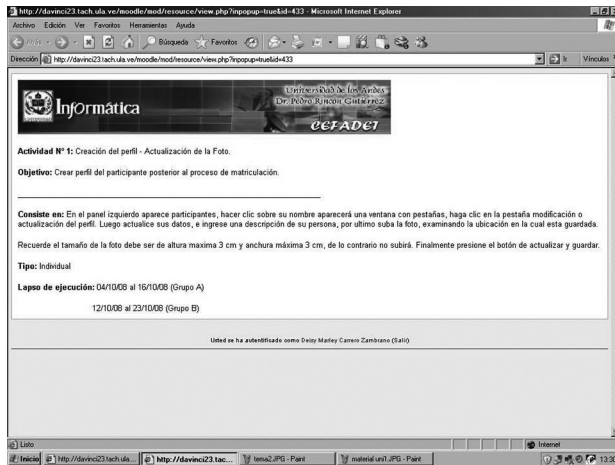 http://davinci23.tach.ula.ve/moodle/mod/resource/view.php?inpopup=true&id=433 - Microsoft Internet Explorer
Archivo Edición Ver Favoritos Herramientas Ayuda
Atrás Búsqueda Favoritos
Dirección http://davinci23.tach.ula.ve/moodle/mod/resource/view.php?inpopup=true&id=433 Ir Vínculos
Informática
Universidad de los Andes
Dr. Pedro Rincon Gutierrez
CEFADET
Actividad N° 1: Creación del perfil - Actualización de la Foto.
Objetivo: Crear perfil del participante posterior al proceso de matriculación.
Consiste en: En el panel izquierdo aparece participantes, hacer clic sobre su nombre aparecerá una ventana con pestañas, haga clic en la pestaña modificación o
actualización del perfil. Luego actualice sus datos, e ingrese una descripción de su persona, por ultimo suba la foto, examinando la ubicación en la cual esta guardada.
Recuerde el tamaño de la foto debe ser de altura maxima 3 cm y anchura máxima 3 cm, de lo contrario no subirá. Finalmente presione el botón de actualizar y guardar.
Tipo: Individual
Lapso de ejecución: 04/10/08 al 16/10/08 (Grupo A)
12/10/08 al 23/10/08 (Grupo B)
Usted se ha autentificado como Deisy Marley Carrero Zambrano (Salir)
Listo Internet
Inicio http://davinci23.tach.ula... http://davinci23.tac... tema2.JPG - Paint material uni1.JPG - Paint